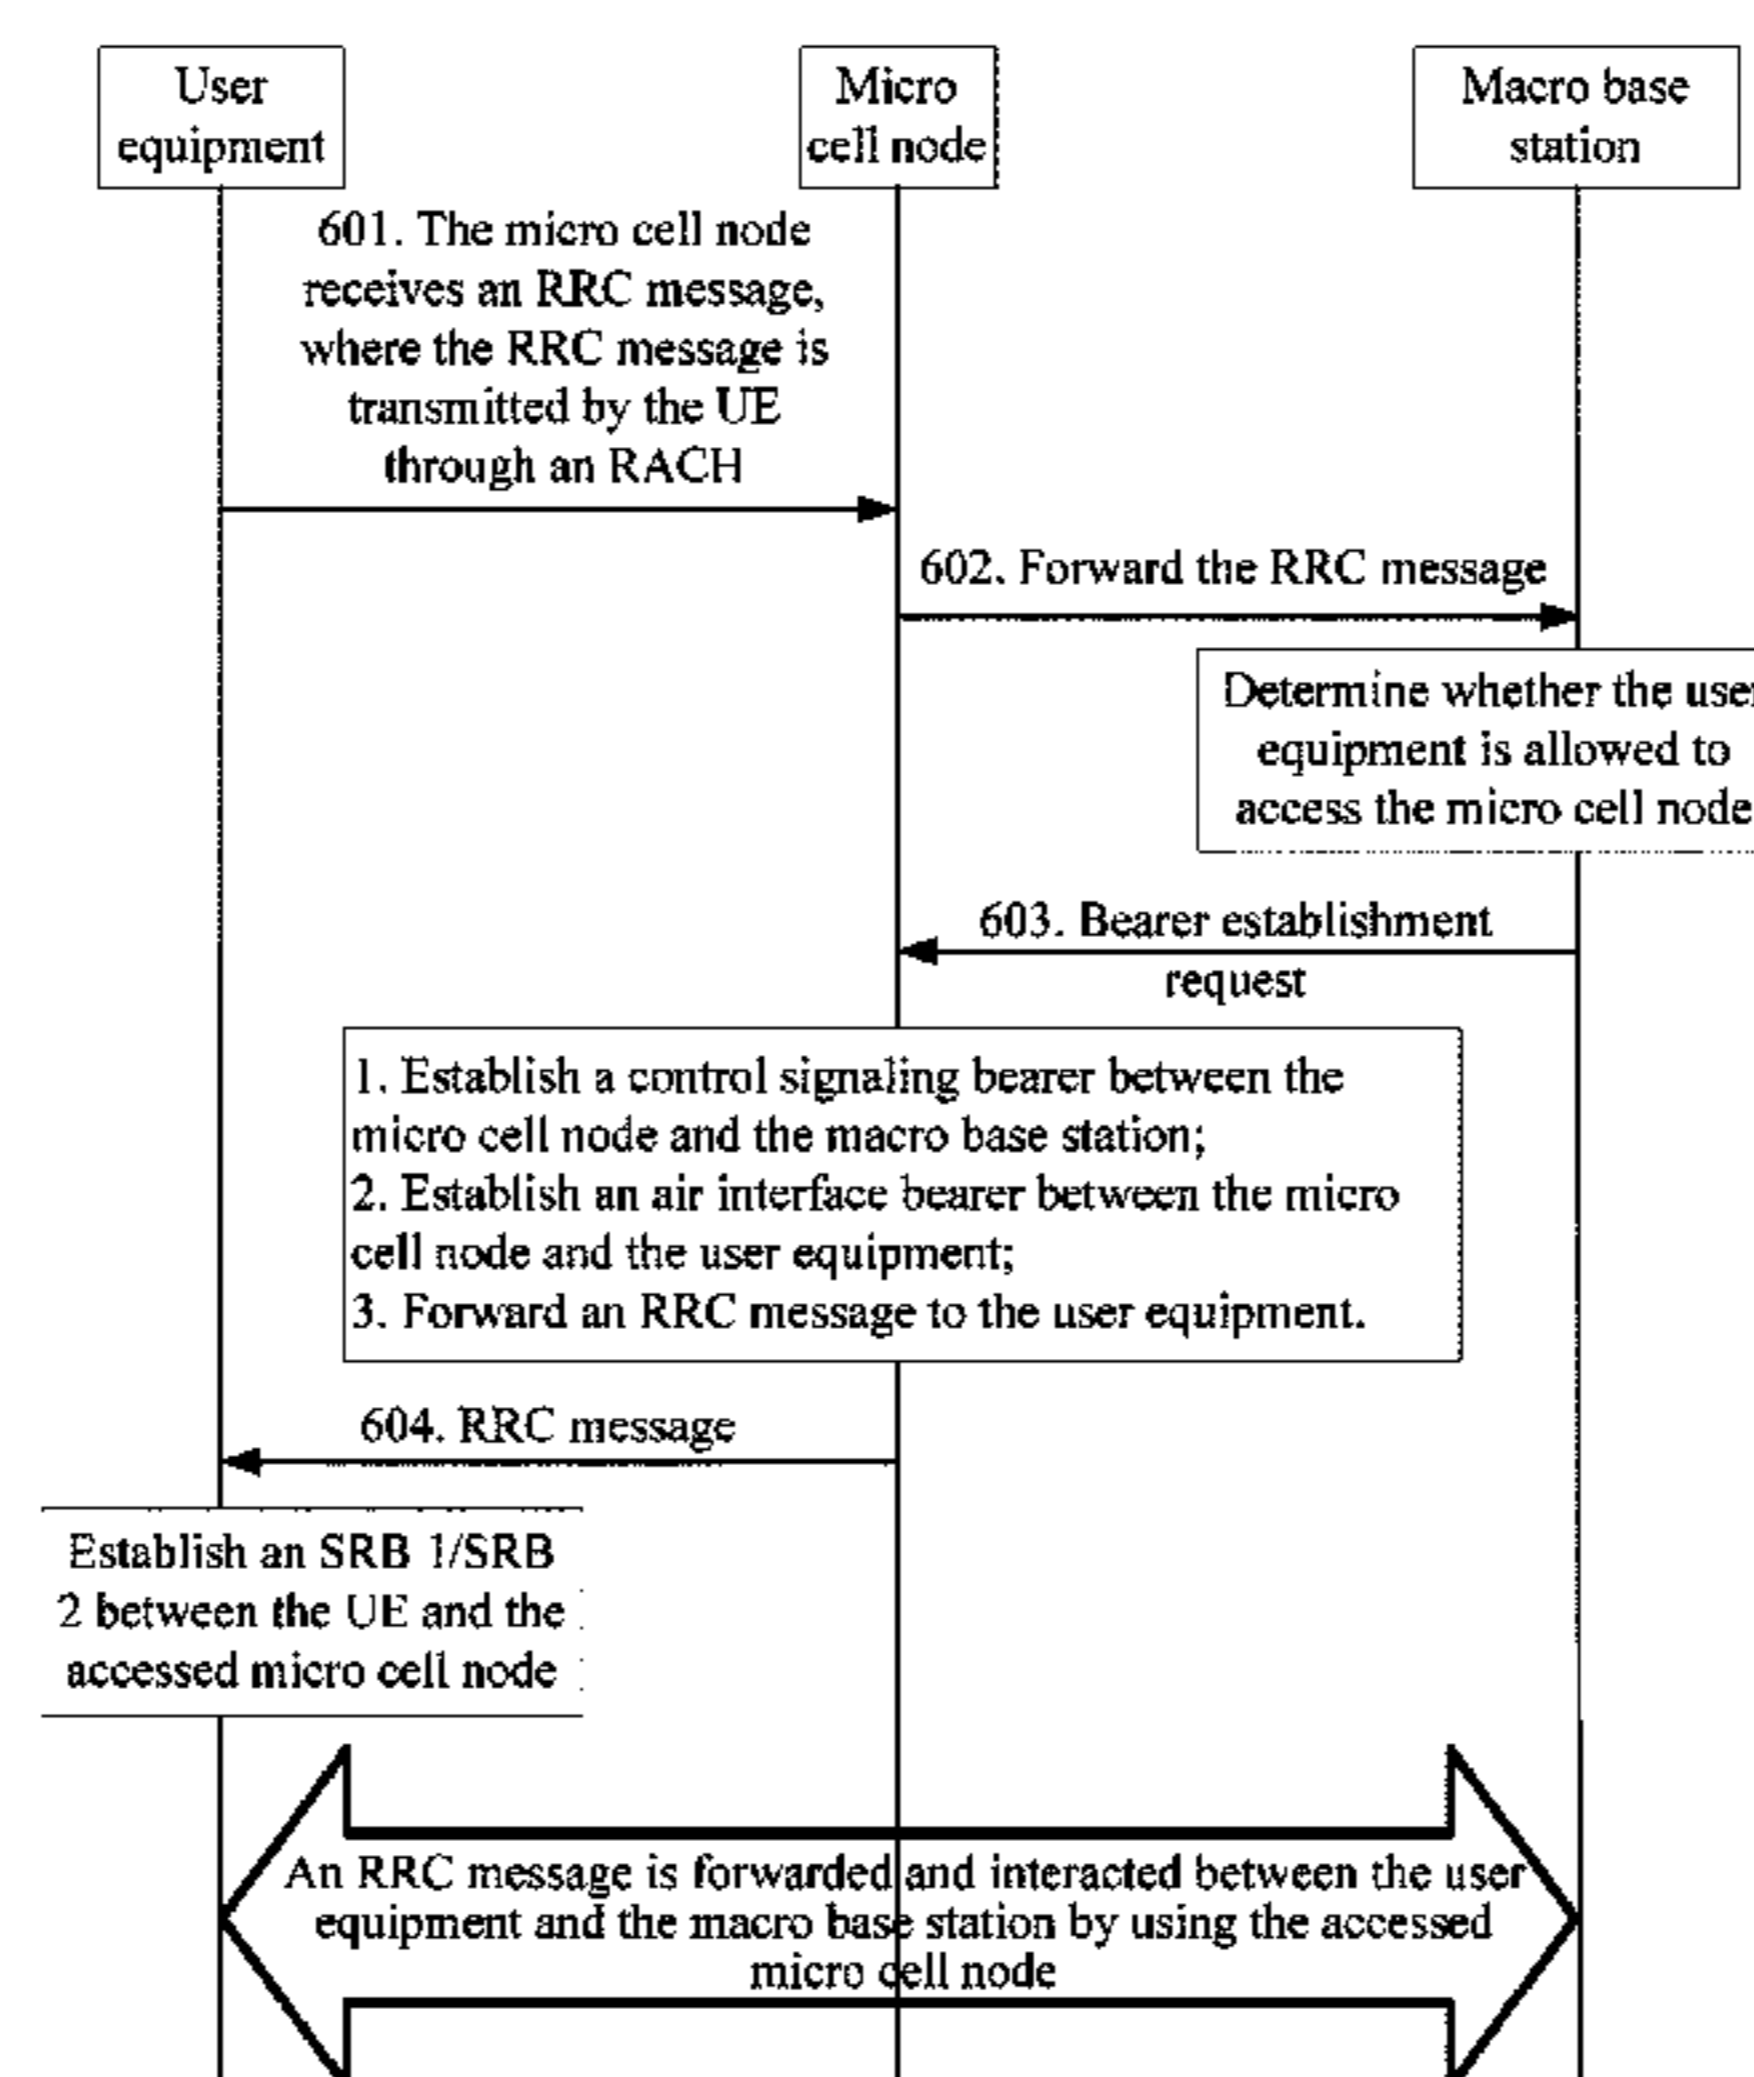 User
equipment
Micro
cell node
Macro base
station
601. The micro cell node
receives an RRC message,
where the RRC message is
transmitted by the UE
through an RACH
602. Forward the RRC message
Determine whether the user
equipment is allowed to
access the micro cell node
603. Bearer establishment
request
1. Establish a control signaling bearer between the
micro cell node and the macro base station;
2. Establish an air interface bearer between the micro
cell node and the user equipment;
3. Forward an RRC message to the user equipment.
604. RRC message
Establish an SRB 1/SRB
2 between the UE and the
accessed micro cell node
An RRC message is forwarded and interacted between the user
equipment and the macro base station by using the accessed
micro cell node